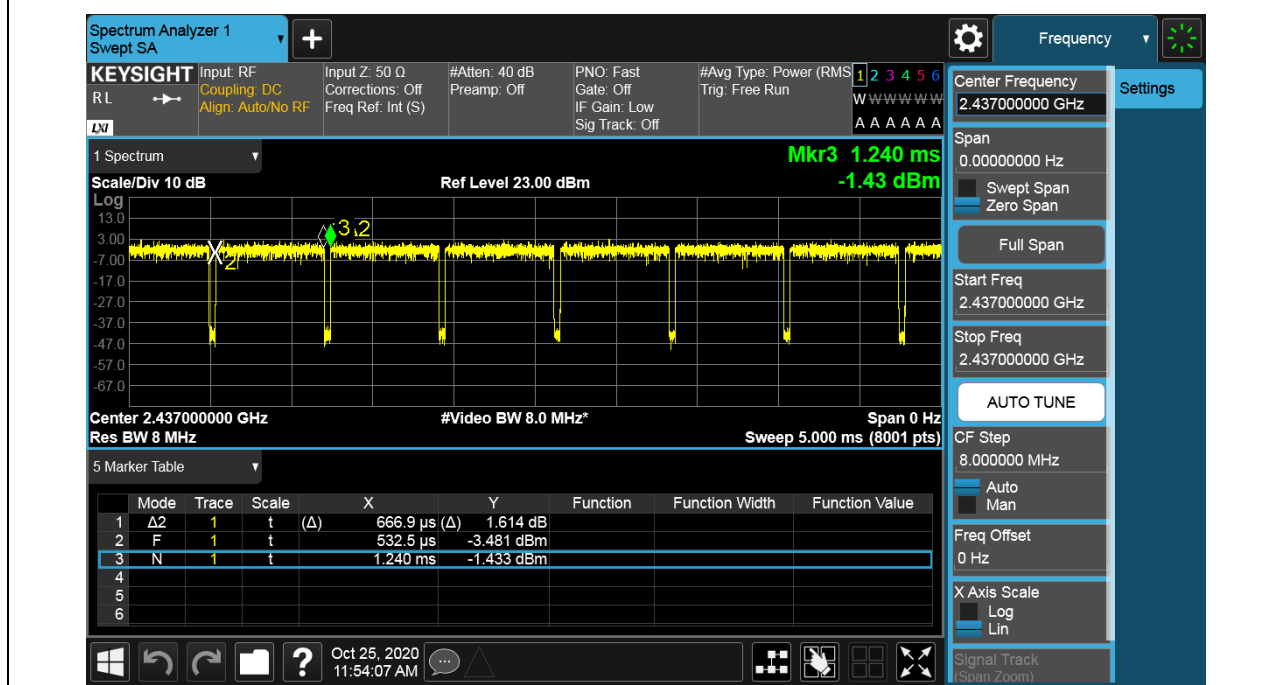 Spectrum Analyzer 1
Swept SA
+
Frequency
KEYSIGHT
RL
LXI
Input: RF
Coupling: DC
Align: Auto/No RF
Input Z: 50 Ω
Corrections: Off
Freq Ref: Int (S)
#Atten: 40 dB
Preamp: Off
PNO: Fast
Gate: Off
IF Gain: Low
Sig Track: Off
#Avg Type: Power (RMS
Trig: Free Run
1 2 3 4 5 6
W W W W W W
A A A A A A
1 Spectrum
Mkr3 1.240 ms
Scale/Div 10 dB
Ref Level 23.00 dBm
-1.43 dBm
Log
13.0
3.00
-7.00
-17.0
-27.0
-37.0
-47.0
-57.0
-67.0
X2
3
2
Center 2.437000000 GHz
#Video BW 8.0 MHz*
Span 0 Hz
Res BW 8 MHz
Sweep 5.000 ms (8001 pts)
5 Marker Table
Mode Trace Scale X Y Function Function Width Function Value
1 Δ2 1 t (Δ) 666.9 µs (Δ) 1.614 dB
2 F 1 t 532.5 µs -3.481 dBm
3 N 1 t 1.240 ms -1.433 dBm
4
5
6
?
Oct 25, 2020
11:54:07 AM
Center Frequency
2.437000000 GHz
Span
0.00000000 Hz
Swept Span
Zero Span
Full Span
Start Freq
2.437000000 GHz
Stop Freq
2.437000000 GHz
AUTO TUNE
CF Step
8.000000 MHz
Auto
Man
Freq Offset
0 Hz
X Axis Scale
Log
Lin
Signal Track
(Span Zoom)
Settings